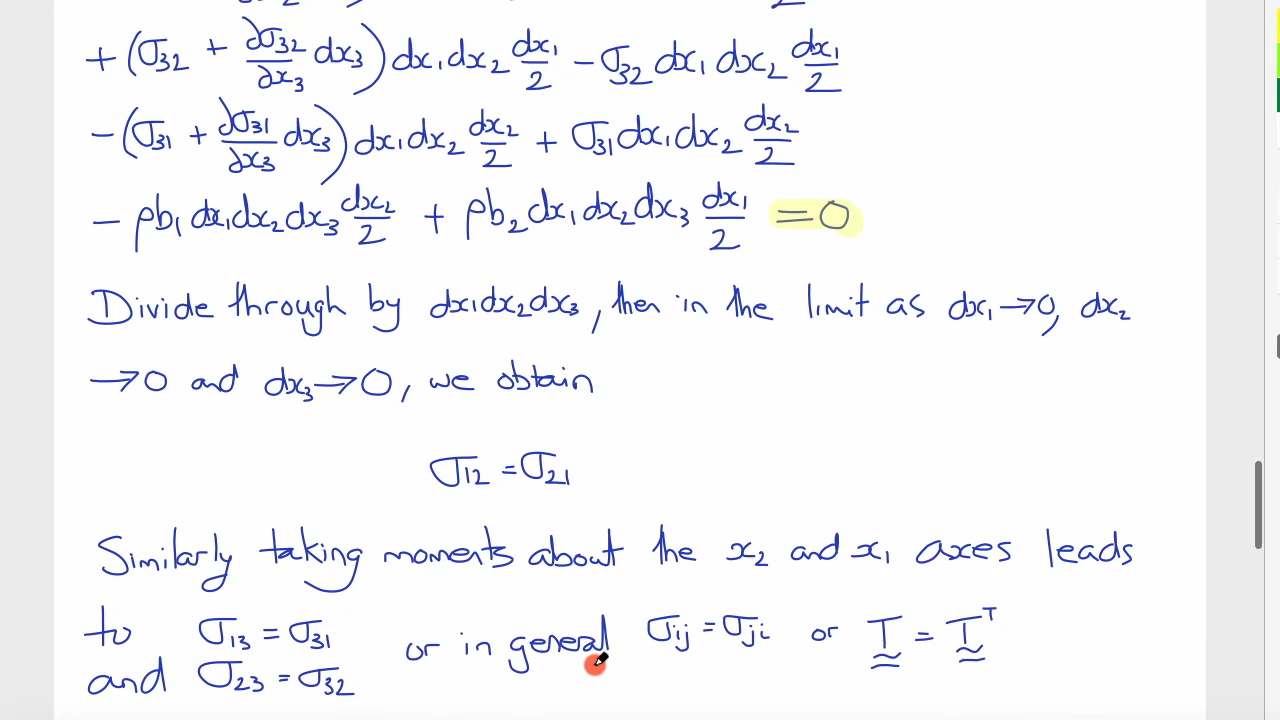 + (σ32 + ∂σ32/∂x3 dx3) dx1 dx2 dx1/2 - σ32 dx1 dx2 dx1/2
- (σ31 + ∂σ31/∂x3 dx3) dx1 dx2 dx2/2 + σ31 dx1 dx2 dx2/2
- ρb1 dx1 dx2 dx3 dx2/2 + ρb2 dx1 dx2 dx3 dx1/2 = 0
Divide through by dx1dx2dx3, then in the limit as dx1→0, dx2
→0 and dx3→0, we obtain
σ12 = σ21
Similarly taking moments about the x2 and x1 axes leads
to σ13 = σ31 or in general σij = σji or T = T^T
and σ23 = σ32